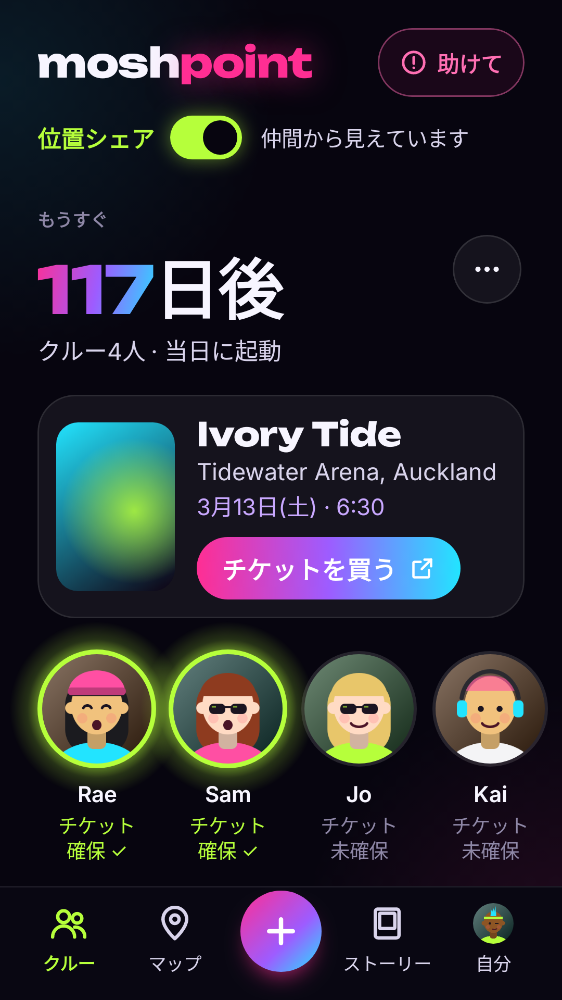 moshpoint
助けて
位置シェア
仲間から見えています
もうすぐ
117日後
クルー4人 · 当日に起動
Ivory Tide
Tidewater Arena, Auckland
3月13日(土) · 6:30
チケットを買う
Rae
チケット
確保 ✓
Sam
チケット
確保 ✓
Jo
チケット
未確保
Kai
チケット
未確保
クルー
マップ
ストーリー
自分